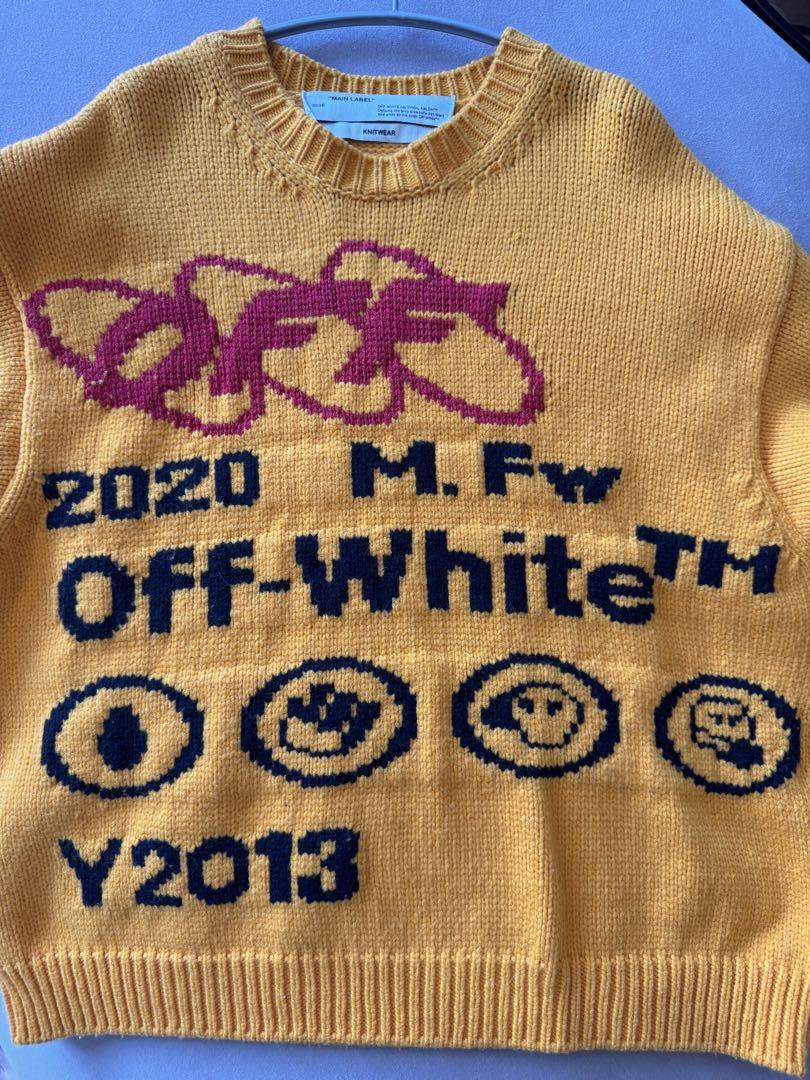 "MAIN LABEL"
KNITWEAR
OFF
2020 M. Fw
Off-White™
Y2013